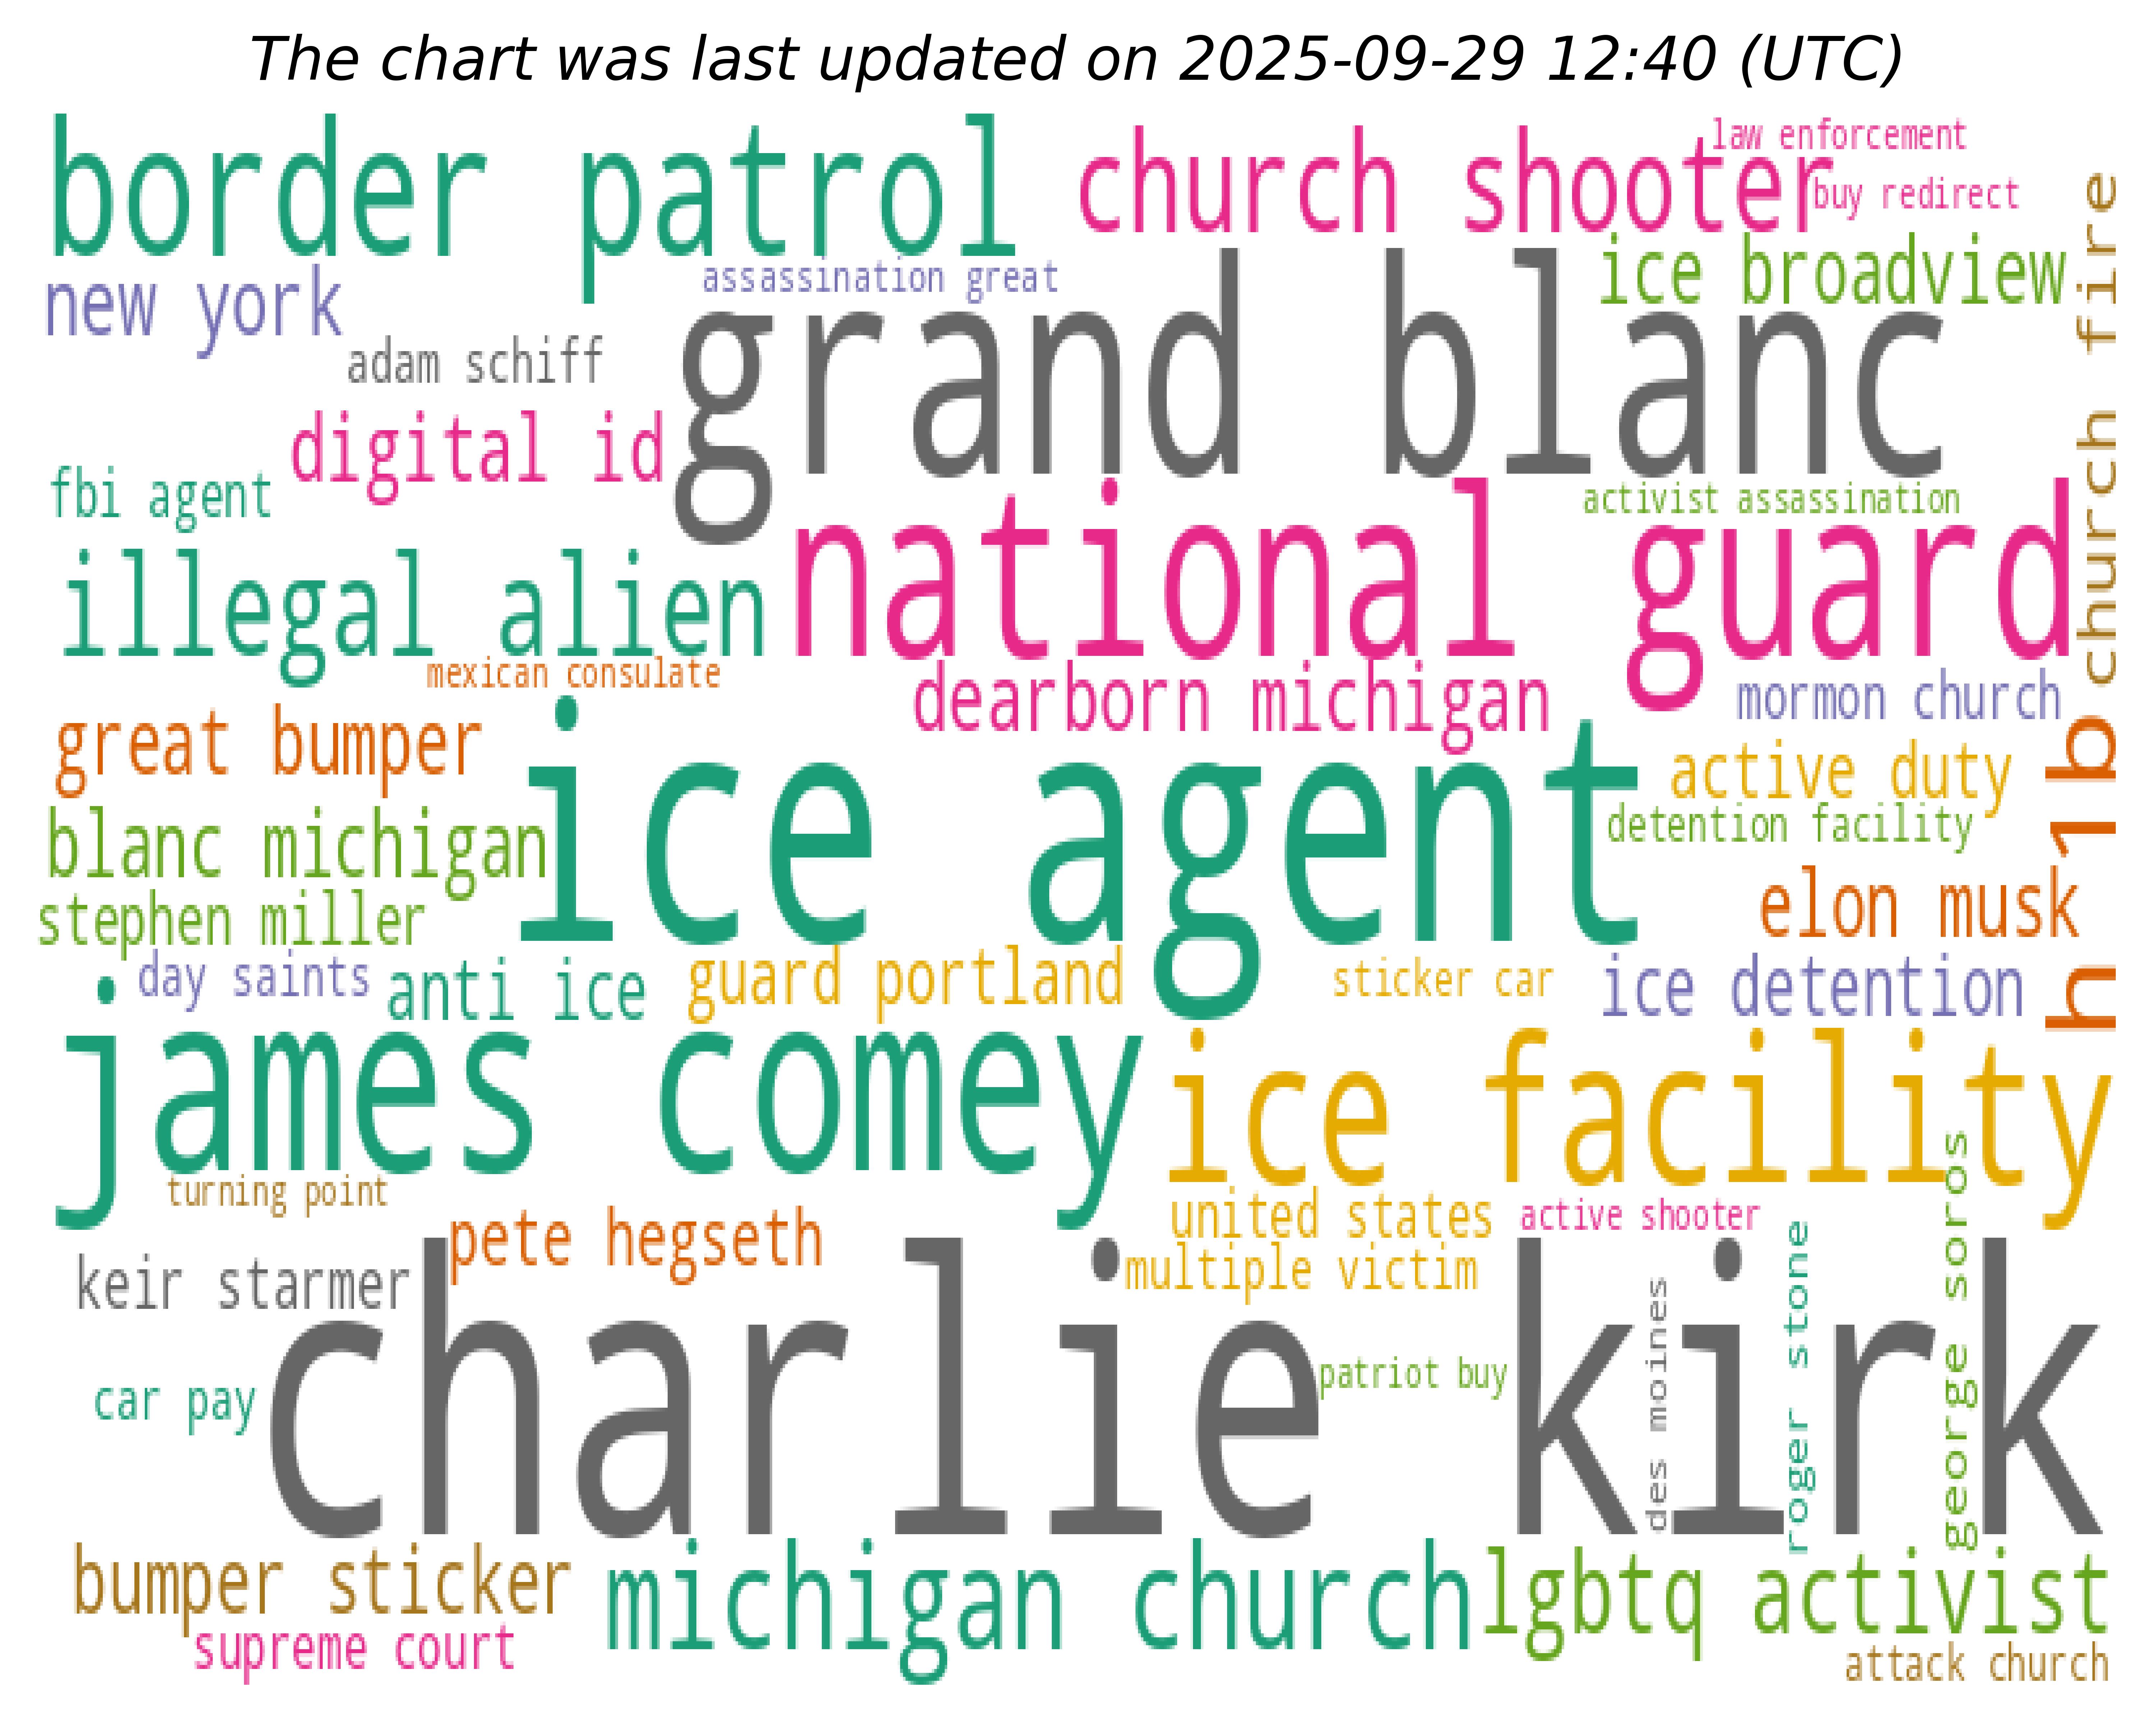 The chart was last updated on 2025-09-29 12:40 (UTC)
border patrol
church shooter
law enforcement
buy redirect
church fire
new york
assassination great
ice broadview
adam schiff
grand blanc
digital id
fbi agent
activist assassination
illegal alien
national guard
mexican consulate
dearborn michigan
mormon church
great bumper
ice agent
active duty
h 1b
blanc michigan
detention facility
stephen miller
elon musk
day saints
anti ice
guard portland
sticker car
ice detention
james comey
ice facility
turning point
pete hegseth
united states
active shooter
keir starmer
multiple victim
charlie kirk
des moines
roger stone
george soros
car pay
patriot buy
bumper sticker
michigan church
lgbtq activist
supreme court
attack church